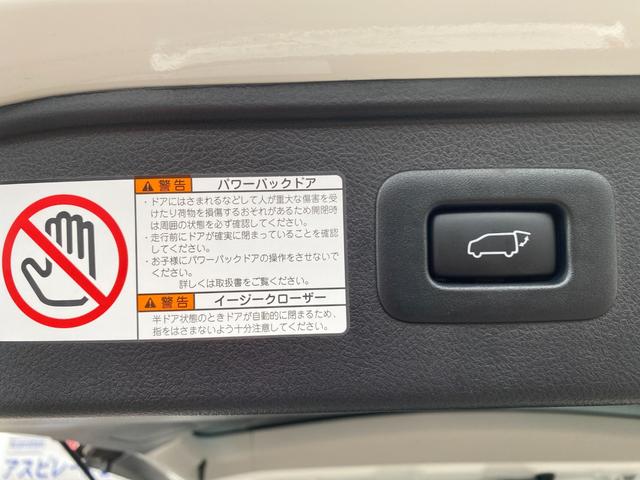 警告 パワーバックドア
・ドアにはさまれるなどして人が重大な傷害を受
けたり荷物を損傷するおそれがあるため開閉時
は周囲の状態を必ず確認してください。
・走行前にドアが確実に閉まっていることを確認
してください。
・お子様にパワーバックドアの操作をさせないで
ください。
詳しくは取扱書をご覧ください。
警告 イージークローザー
半ドア状態のときドアが自動的に閉まるため、
指をはさまないよう十分注意してください。
アスピレー